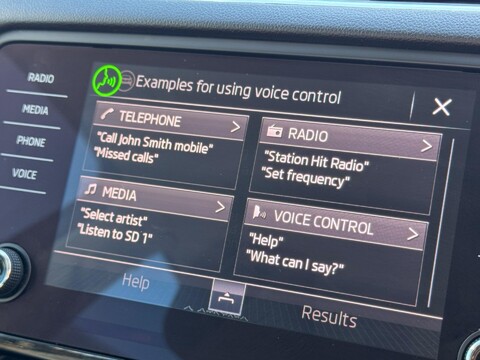 Examples for using voice control
RADIO
MEDIA
PHONE
VOICE
TELEPHONE
"Call John Smith mobile"
"Missed calls"
RADIO
"Station Hit Radio"
"Set frequency"
MEDIA
"Select artist"
"Listen to SD 1"
VOICE CONTROL
"Help"
"What can I say?"
Help
Results